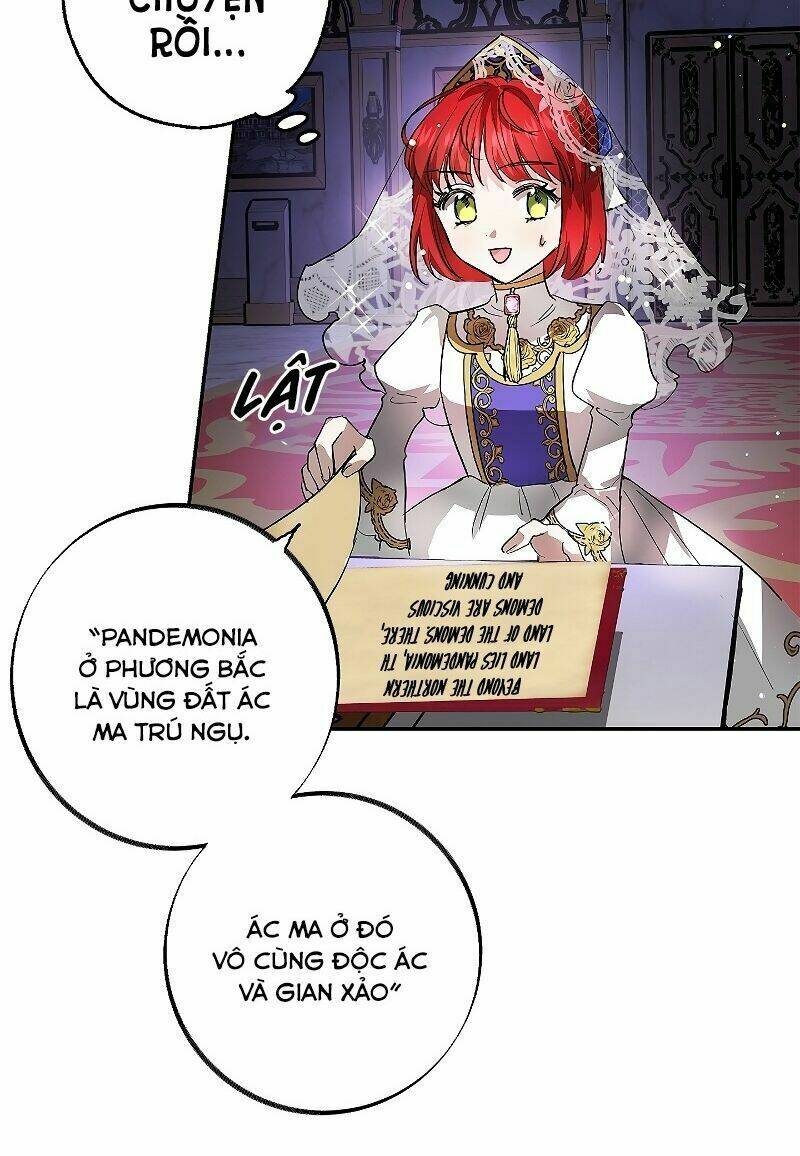 CHUYỆN
RỒI...
LẬT
BEYOND THE NORTHERN
LAND LIES PANDEMONIA, TH
LAND OF THE DEMONS. THERE,
DEMONS ARE VISCIOUS
AND CUNNING
"PANDEMONIA
Ở PHƯƠNG BẮC
LÀ VÙNG ĐẤT ÁC
MA TRÚ NGỤ.
ÁC MA Ở ĐÓ
VÔ CÙNG ĐỘC ÁC
VÀ GIAN XẢO"